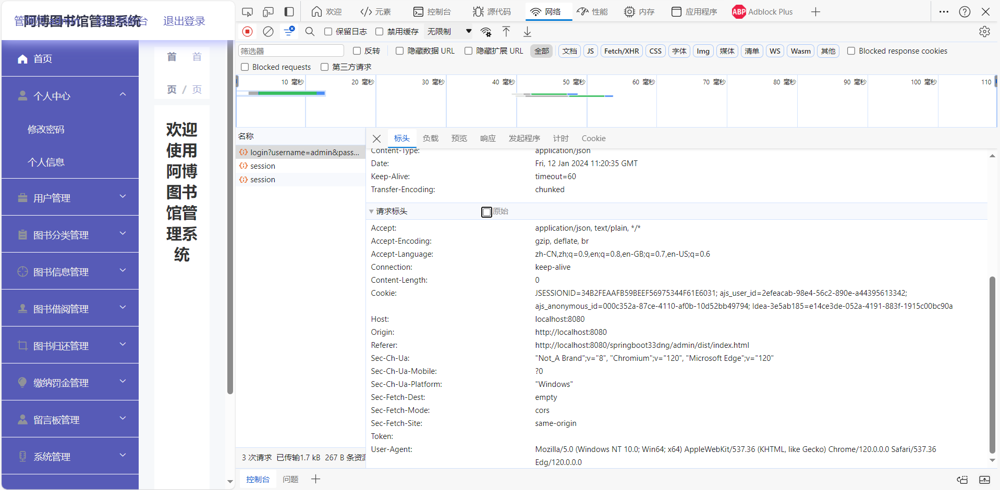 阿博图书馆管理系统
退出登录
首页
个人中心
修改密码
个人信息
用户管理
图书分类管理
图书信息管理
图书借阅管理
图书归还管理
缴纳罚金管理
留言板管理
系统管理
首 首
页 / 页
欢迎
使用
阿博
图书
馆管
理系
统
欢迎 元素 控制台 源代码 网络 性能 内存 应用程序 ABP Adblock Plus
保留日志 禁用缓存 无限制
筛选器 反转 隐藏数据 URL 隐藏扩展 URL 全部 文档 JS Fetch/XHR CSS 字体 Img 媒体 清单 WS Wasm 其他 Blocked response cookies
Blocked requests 第三方请求
10 毫秒 20 毫秒 30 毫秒 40 毫秒 50 毫秒 60 毫秒 70 毫秒 80 毫秒 90 毫秒 100 毫秒 110
名称
login?username=admin&pass...
session
session
3 次请求 已传输1.7 kB 267 B 条资源
标头 负载 预览 响应 发起程序 计时 Cookie
Content-Type: application/json
Date: Fri, 12 Jan 2024 11:20:35 GMT
Keep-Alive: timeout=60
Transfer-Encoding: chunked
请求标头 原始
Accept: application/json, text/plain, */*
Accept-Encoding: gzip, deflate, br
Accept-Language: zh-CN,zh;q=0.9,en;q=0.8,en-GB;q=0.7,en-US;q=0.6
Connection: keep-alive
Content-Length: 0
Cookie: JSESSIONID=34B2FEAAFB59BEEF56975344F61E6031; ajs_user_id=2efeacab-98e4-56c2-890e-a44395613342;
ajs_anonymous_id=000c352a-87ce-4110-af0b-10d52bb49794; Idea-3e5ab185=e14ce3de-052a-4191-883f-1915c00bc90a
Host: localhost:8080
Origin: http://localhost:8080
Referer: http://localhost:8080/springboot33dng/admin/dist/index.html
Sec-Ch-Ua: "Not_A Brand";v="8", "Chromium";v="120", "Microsoft Edge";v="120"
Sec-Ch-Ua-Mobile: ?0
Sec-Ch-Ua-Platform: "Windows"
Sec-Fetch-Dest: empty
Sec-Fetch-Mode: cors
Sec-Fetch-Site: same-origin
Token:
User-Agent: Mozilla/5.0 (Windows NT 10.0; Win64; x64) AppleWebKit/537.36 (KHTML, like Gecko) Chrome/120.0.0.0 Safari/537.36
Edg/120.0.0.0
控制台 问题